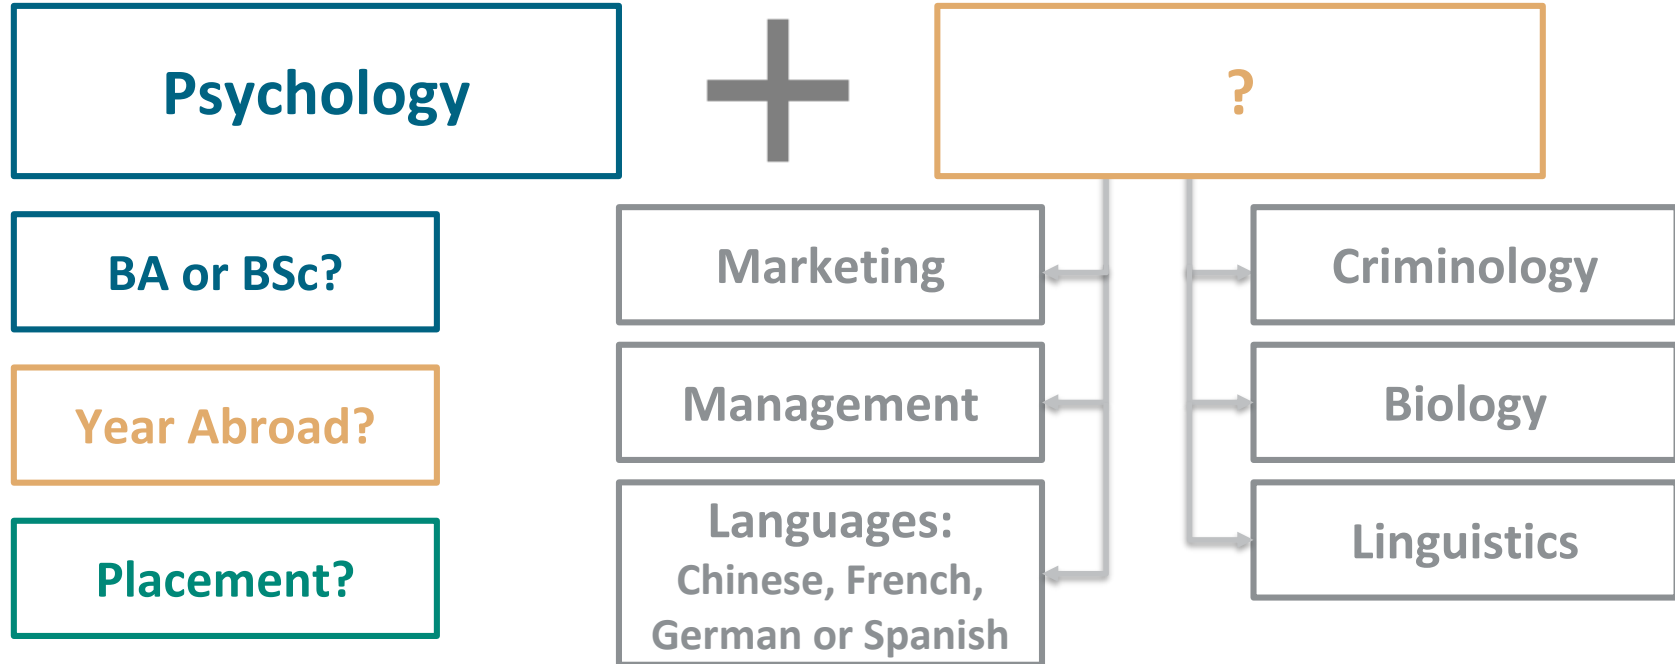 Psychology
?
BA or BSc?
Year Abroad?
Placement?
Marketing
Management
Languages:
Chinese, French,
German or Spanish
Criminology
Biology
Linguistics